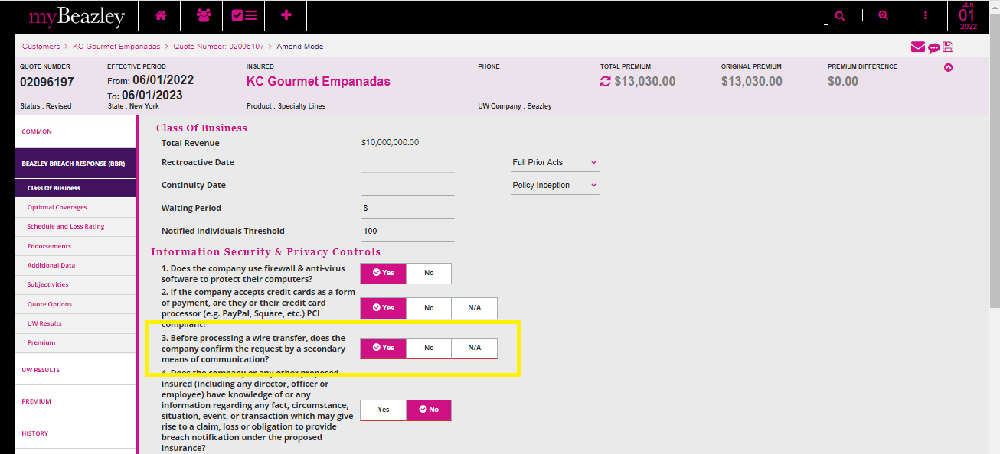 myBeazley
Jun
01
2022
Customers > KC Gourmet Empanadas > Quote Number: 02096197 > Amend Mode
QUOTE NUMBER
02096197
Status : Revised
EFFECTIVE PERIOD
From: 06/01/2022
To: 06/01/2023
State : New York
INSURED
KC Gourmet Empanadas
Product : Specialty Lines
PHONE
UW Company : Beazley
TOTAL PREMIUM
$13,030.00
ORIGINAL PREMIUM
$13,030.00
PREMIUM DIFFERENCE
$0.00
COMMON
BEAZLEY BREACH RESPONSE (BBR)
Class Of Business
Optional Coverages
Schedule and Loss Rating
Endorsements
Additional Data
Subjectivities
Quote Options
UW Results
Premium
UW RESULTS
PREMIUM
HISTORY
Class Of Business
Total Revenue $10,000,000.00
Rectroactive Date Full Prior Acts
Continuity Date Policy Inception
Waiting Period 8
Notified Individuals Threshold 100
Information Security & Privacy Controls
1. Does the company use firewall & anti-virus
software to protect their computers?
Yes No
2. If the company accepts credit cards as a form
of payment, are they or their credit card
processor (e.g. PayPal, Square, etc.) PCI
compliant?
Yes No N/A
3. Before processing a wire transfer, does the
company confirm the request by a secondary
means of communication?
Yes No N/A
4. Does the company or any other proposed
insured (including any director, officer or
employee) have knowledge of or any
information regarding any fact, circumstance,
situation, event, or transaction which may give
rise to a claim, loss or obligation to provide
breach notification under the proposed
insurance?
Yes No